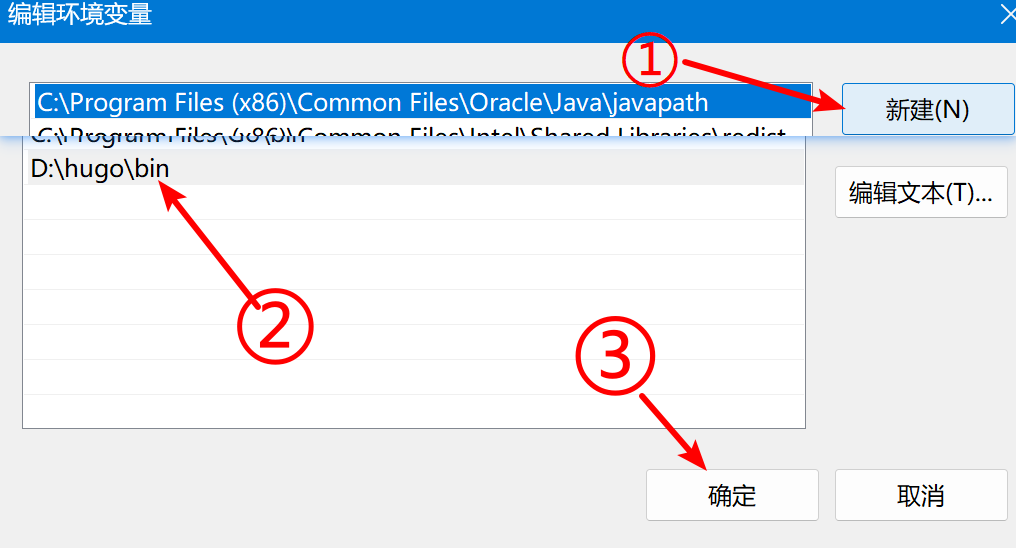 编辑环境变量
①
C:\Program Files (x86)\Common Files\Oracle\Java\javapath
新建(N)
C:\Program Files (x86)\Common Files\Intel\Shared Libraries\redist
D:\hugo\bin
编辑文本(T)...
②
③
确定
取消